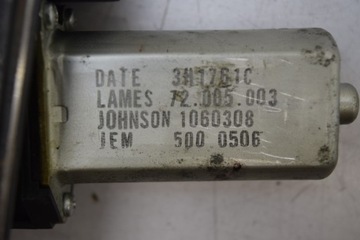 DATE 3H17B1C
LAMES 72.005.003
JOHNSON 1060308
JEM 500 0506